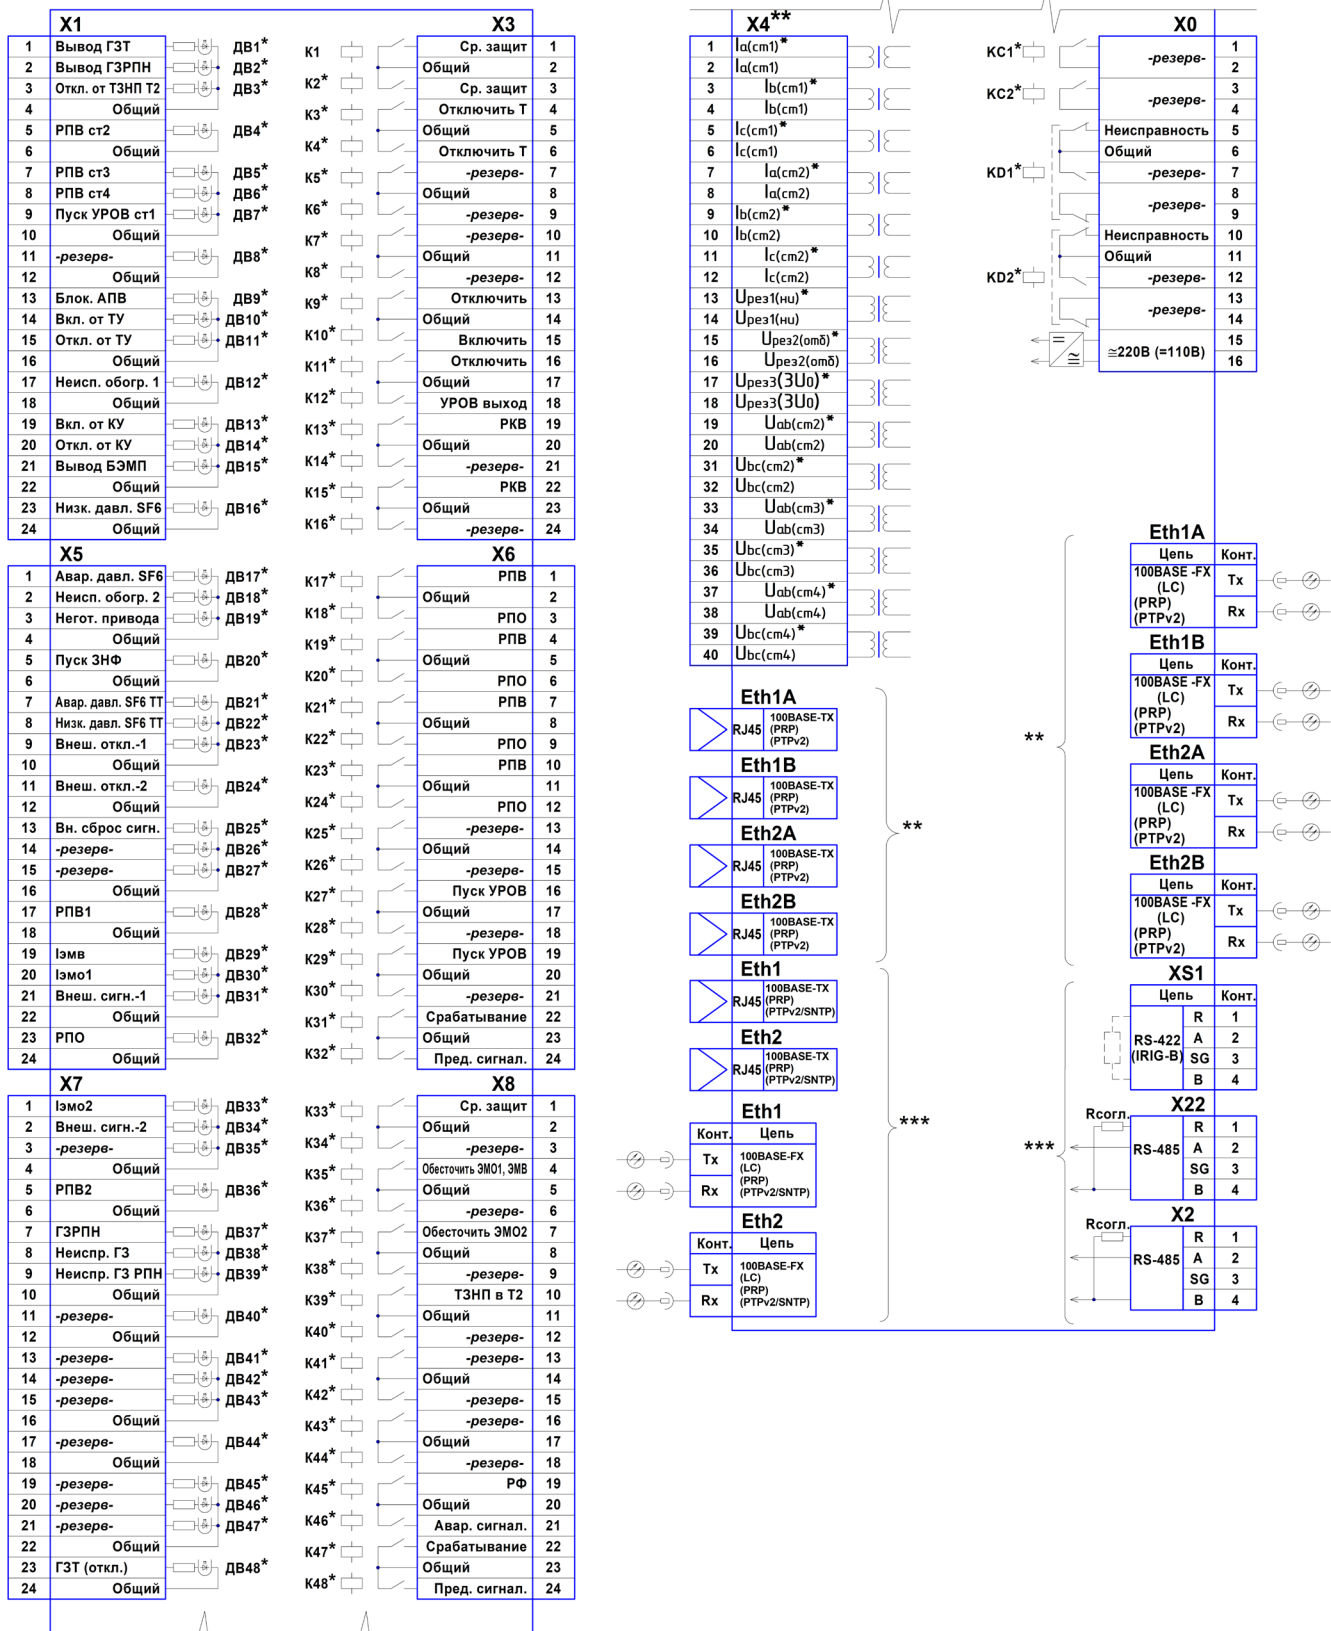 X1
1 Вывод ГЗТ ДВ1*
2 Вывод ГЗРПН ДВ2*
3 Откл. от ТЗНП Т2 ДВ3*
4 Общий
5 РПВ ст2 ДВ4*
6 Общий
7 РПВ ст3 ДВ5*
8 РПВ ст4 ДВ6*
9 Пуск УРОВ ст1 ДВ7*
10 Общий
11 -резерв- ДВ8*
12 Общий
13 Блок. АПВ ДВ9*
14 Вкл. от ТУ ДВ10*
15 Откл. от ТУ ДВ11*
16 Общий
17 Неисп. обогр. 1 ДВ12*
18 Общий
19 Вкл. от КУ ДВ13*
20 Откл. от КУ ДВ14*
21 Вывод БЭМП ДВ15*
22 Общий
23 Низк. давл. SF6 ДВ16*
24 Общий
X3
K1 Ср. защит 1
Общий 2
K2* Ср. защит 3
K3* Отключить Т 4
Общий 5
K4* Отключить Т 6
K5* -резерв- 7
Общий 8
K6* -резерв- 9
K7* -резерв- 10
Общий 11
K8* -резерв- 12
K9* Отключить 13
Общий 14
K10* Включить 15
K11* Отключить 16
Общий 17
K12* УРОВ выход 18
K13* РКВ 19
Общий 20
K14* -резерв- 21
K15* РКВ 22
Общий 23
K16* -резерв- 24
X5
1 Авар. давл. SF6 ДВ17*
2 Неисп. обогр. 2 ДВ18*
3 Негот. привода ДВ19*
4 Общий
5 Пуск ЗНФ ДВ20*
6 Общий
7 Авар. давл. SF6 ТТ ДВ21*
8 Низк. давл. SF6 ТТ ДВ22*
9 Внеш. откл.-1 ДВ23*
10 Общий
11 Внеш. откл.-2 ДВ24*
12 Общий
13 Вн. сброс сигн. ДВ25*
14 -резерв- ДВ26*
15 -резерв- ДВ27*
16 Общий
17 РПВ1 ДВ28*
18 Общий
19 Iэмв ДВ29*
20 Iэмо1 ДВ30*
21 Внеш. сигн.-1 ДВ31*
22 Общий
23 РПО ДВ32*
24 Общий
X6
K17* РПВ 1
Общий 2
K18* РПО 3
K19* РПВ 4
Общий 5
K20* РПО 6
K21* РПВ 7
Общий 8
K22* РПО 9
K23* РПВ 10
Общий 11
K24* РПО 12
K25* -резерв- 13
Общий 14
K26* -резерв- 15
K27* Пуск УРОВ 16
Общий 17
K28* -резерв- 18
K29* Пуск УРОВ 19
Общий 20
K30* -резерв- 21
K31* Срабатывание 22
Общий 23
K32* Пред. сигнал. 24
X7
1 Iэмо2 ДВ33*
2 Внеш. сигн.-2 ДВ34*
3 -резерв- ДВ35*
4 Общий
5 РПВ2 ДВ36*
6 Общий
7 ГЗРПН ДВ37*
8 Неиспр. ГЗ ДВ38*
9 Неиспр. ГЗ РПН ДВ39*
10 Общий
11 -резерв- ДВ40*
12 Общий
13 -резерв- ДВ41*
14 -резерв- ДВ42*
15 -резерв- ДВ43*
16 Общий
17 -резерв- ДВ44*
18 Общий
19 -резерв- ДВ45*
20 -резерв- ДВ46*
21 -резерв- ДВ47*
22 Общий
23 ГЗТ (откл.) ДВ48*
24 Общий
X8
K33* Ср. защит 1
Общий 2
K34* -резерв- 3
K35* Обесточить ЭМО1, ЭМВ 4
Общий 5
K36* -резерв- 6
K37* Обесточить ЭМО2 7
Общий 8
K38* -резерв- 9
K39* ТЗНП в Т2 10
Общий 11
K40* -резерв- 12
K41* -резерв- 13
Общий 14
K42* -резерв- 15
K43* -резерв- 16
Общий 17
K44* -резерв- 18
K45* РФ 19
Общий 20
K46* Авар. сигнал. 21
K47* Срабатывание 22
Общий 23
K48* Пред. сигнал. 24
X4**
1 Ia(cm1)*
2 Ia(cm1)
3 Ib(cm1)*
4 Ib(cm1)
5 Ic(cm1)*
6 Ic(cm1)
7 Ia(cm2)*
8 Ia(cm2)
9 Ib(cm2)*
10 Ib(cm2)
11 Ic(cm2)*
12 Ic(cm2)
13 Uрез1(ни)*
14 Uрез1(ни)
15 Uрез2(отб)*
16 Uрез2(отб)
17 Uрез3(3U0)*
18 Uрез3(3U0)
19 Uab(cm2)*
20 Uab(cm2)
31 Ubc(cm2)*
32 Ubc(cm2)
33 Uab(cm3)*
34 Uab(cm3)
35 Ubc(cm3)*
36 Ubc(cm3)
37 Uab(cm4)*
38 Uab(cm4)
39 Ubc(cm4)*
40 Ubc(cm4)
Eth1A
RJ45 100BASE-TX
(PRP)
(PTPv2)
Eth1B
RJ45 100BASE-TX
(PRP)
(PTPv2)
Eth2A
RJ45 100BASE-TX
(PRP)
(PTPv2)
Eth2B
RJ45 100BASE-TX
(PRP)
(PTPv2)
**
Eth1
RJ45 100BASE-TX
(PRP)
(PTPv2/SNTP)
Eth2
RJ45 100BASE-TX
(PRP)
(PTPv2/SNTP)
Eth1
Конт. Цепь
Tx
Rx
100BASE-FX
(LC)
(PRP)
(PTPv2/SNTP)
Eth2
Конт. Цепь
Tx
Rx
100BASE-FX
(LC)
(PRP)
(PTPv2/SNTP)
***
X0
KC1* -резерв- 1
2
KC2* -резерв- 3
4
Неисправность 5
Общий 6
KD1* -резерв- 7
-резерв- 8
9
Неисправность 10
Общий 11
KD2* -резерв- 12
-резерв- 13
14
= ≅ ≅220В (=110В) 15
16
Eth1A
Цепь Конт.
100BASE -FX
(LC)
(PRP)
(PTPv2)
Tx
Rx
Eth1B
Цепь Конт.
100BASE -FX
(LC)
(PRP)
(PTPv2)
Tx
Rx
**
Eth2A
Цепь Конт.
100BASE -FX
(LC)
(PRP)
(PTPv2)
Tx
Rx
Eth2B
Цепь Конт.
100BASE -FX
(LC)
(PRP)
(PTPv2)
Tx
Rx
XS1
Цепь Конт.
RS-422
(IRIG-B)
R 1
A 2
SG 3
B 4
***
X22
Rсогл.
RS-485
R 1
A 2
SG 3
B 4
X2
Rсогл.
RS-485
R 1
A 2
SG 3
B 4